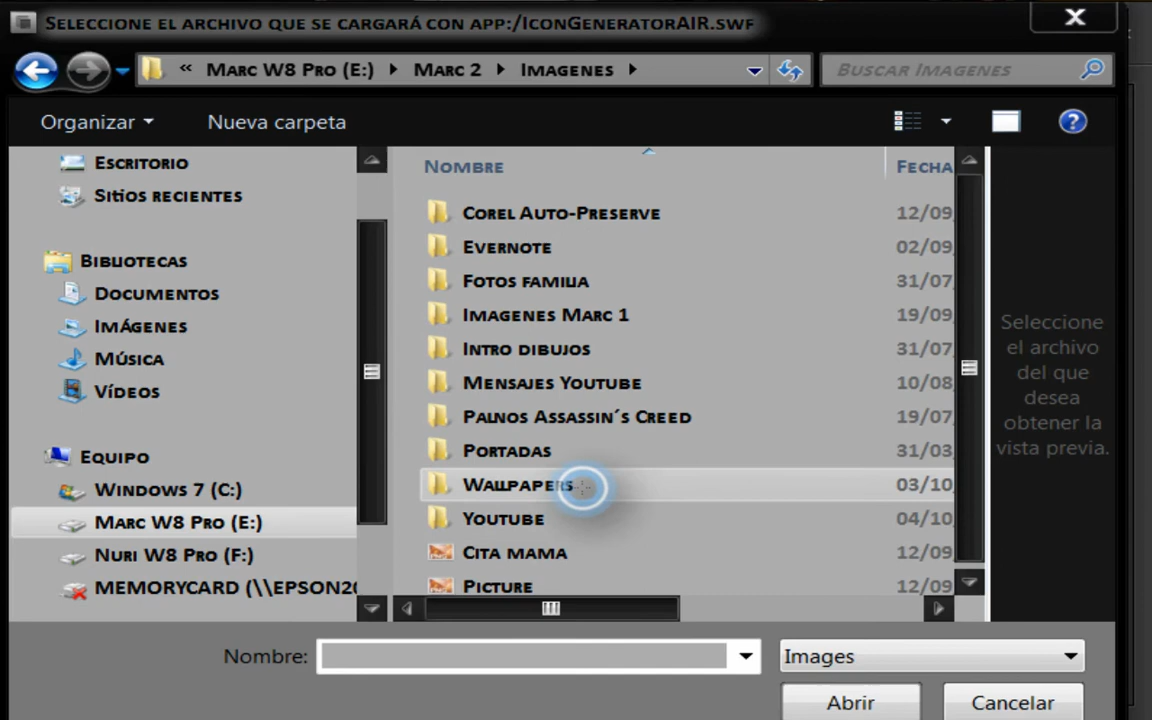 Seleccione el archivo que se cargará con app:/IconGeneratorAIR.swf
« Marc W8 Pro (E:) Marc 2 Imagenes
Buscar Imagenes
Organizar
Nueva carpeta
Escritorio
Sitios recientes
Bibliotecas
Documentos
Imágenes
Música
Vídeos
Equipo
Windows 7 (C:)
Marc W8 Pro (E:)
Nuri W8 Pro (F:)
MEMORYCARD (\\EPSON20
Nombre Fecha
Corel Auto-Preserve 12/09
Evernote 02/09
Fotos familia 31/07
Imagenes Marc 1 19/09
Intro dibujos 31/07
Mensajes Youtube 10/08
Palnos Assassin´s Creed 19/07
Portadas 31/03
Wallpapers 03/10
Youtube 04/10
Cita mama 12/09
Picture 12/09
Seleccione
el archivo
del que
desea
obtener la
vista previa.
Nombre:
Images
Abrir
Cancelar